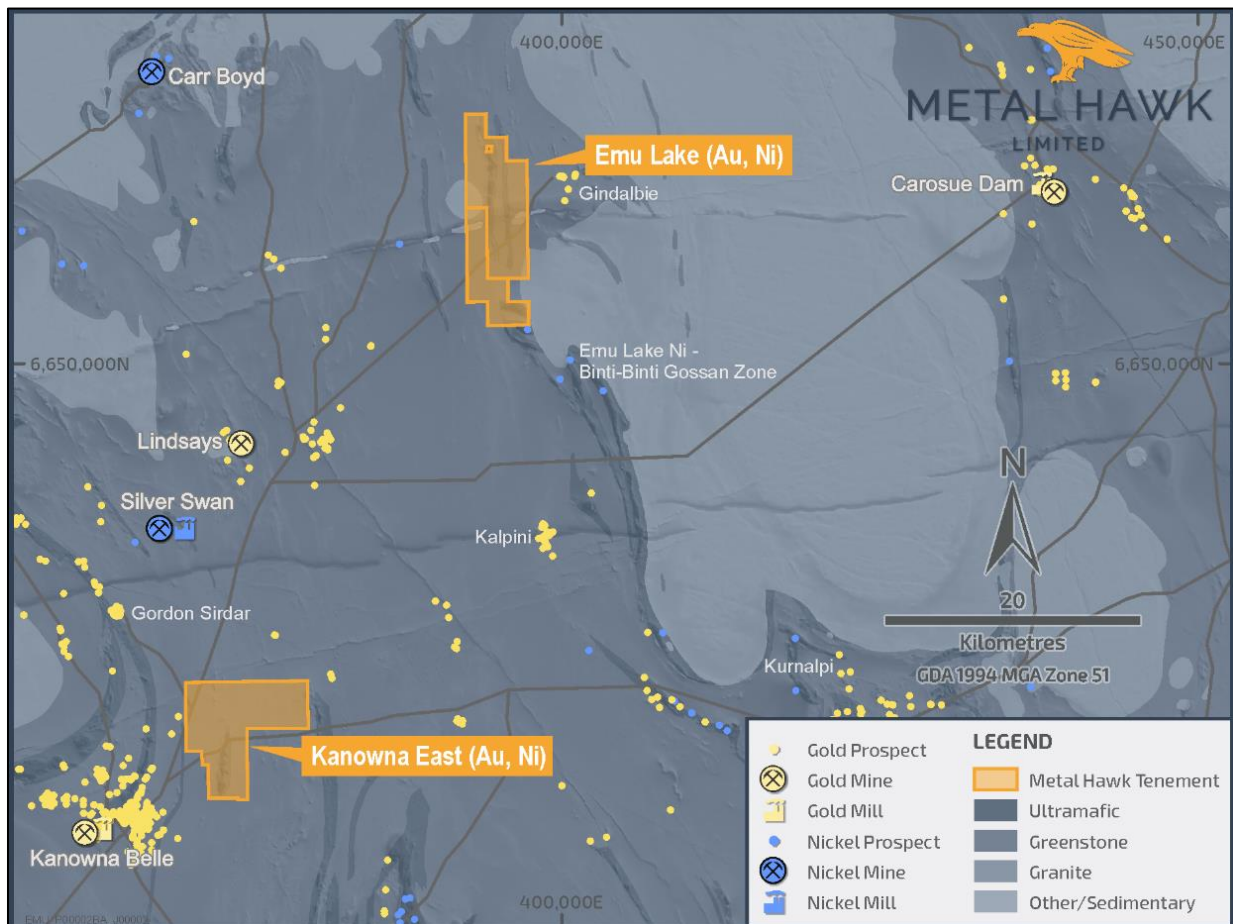 400,000E
450,000E
METAL HAWK
LIMITED
Carr Boyd
Emu Lake (Au, Ni)
Gindalbie
Carosue Dam
6,650,000N
Emu Lake Ni -
Binti-Binti Gossan Zone
6,650,000N
Lindsays
Silver Swan
N
Kalpini
20
Kilometres
GDA 1994 MGA Zone 51
Gordon Sirdar
Kurnalpi
Kanowna East (Au, Ni)
Kanowna Belle
400,000E
LEGEND
Gold Prospect
Gold Mine
Gold Mill
Nickel Prospect
Nickel Mine
Nickel Mill
Metal Hawk Tenement
Ultramafic
Greenstone
Granite
Other/Sedimentary